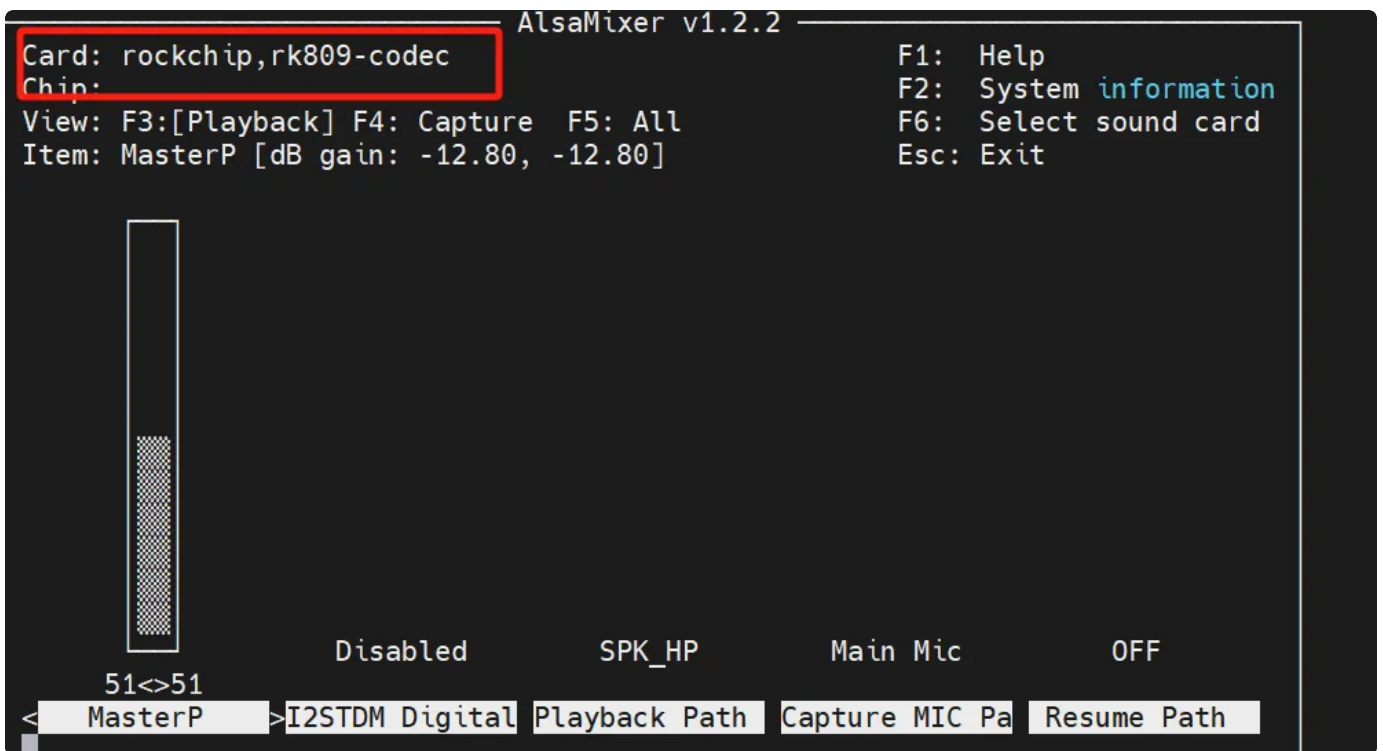 AlsaMixer v1.2.2
Card: rockchip,rk809-codec F1: Help
Chip: F2: System information
View: F3:[Playback] F4: Capture F5: All F6: Select sound card
Item: MasterP [dB gain: -12.80, -12.80] Esc: Exit
Disabled SPK_HP Main Mic OFF
51<>51
< MasterP >I2STDM Digital Playback Path Capture MIC Pa Resume Path